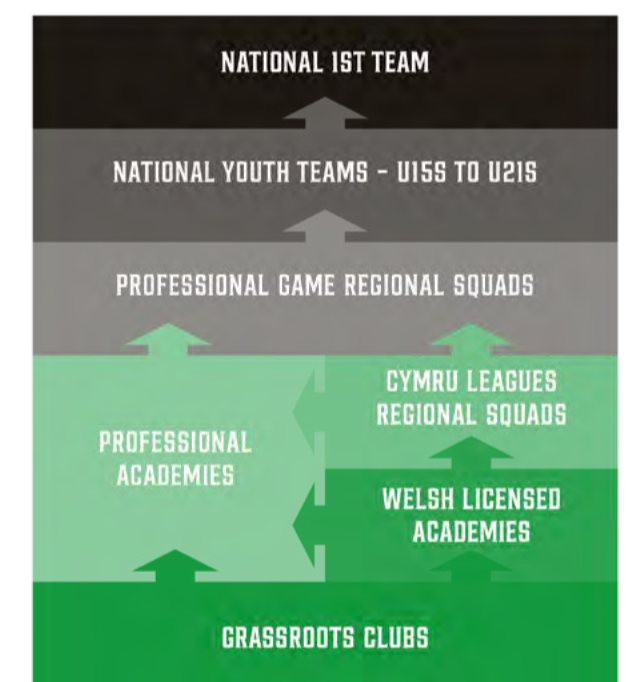 NATIONAL 1ST TEAM
NATIONAL YOUTH TEAMS - U15S TO U21S
PROFESSIONAL GAME REGIONAL SQUADS
CYMRU LEAGUES
REGIONAL SQUADS
PROFESSIONAL
ACADEMIES
WELSH LICENSED
ACADEMIES
GRASSROOTS CLUBS